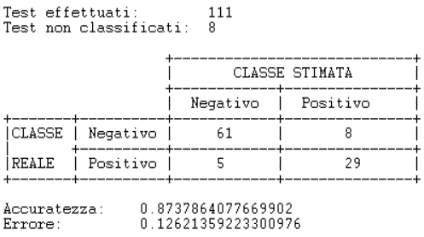 Test effettuati: 111
Test non classificati: 8
CLASSE STIMATA
Negativo Positivo
CLASSE Negativo 61 8
REALE Positivo 5 29
Accuratezza: 0.8737864077669902
Errore: 0.12621359223300976